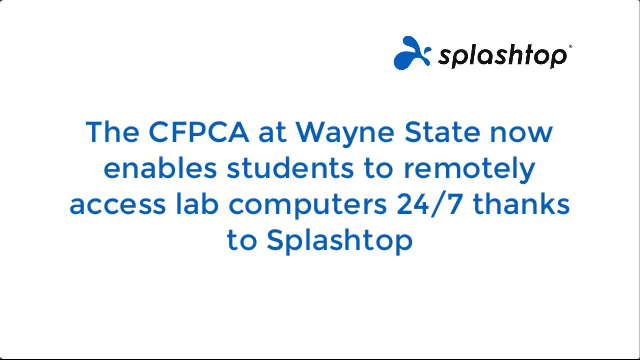 splashtop
The CFPCA at Wayne State now
enables students to remotely
access lab computers 24/7 thanks
to Splashtop